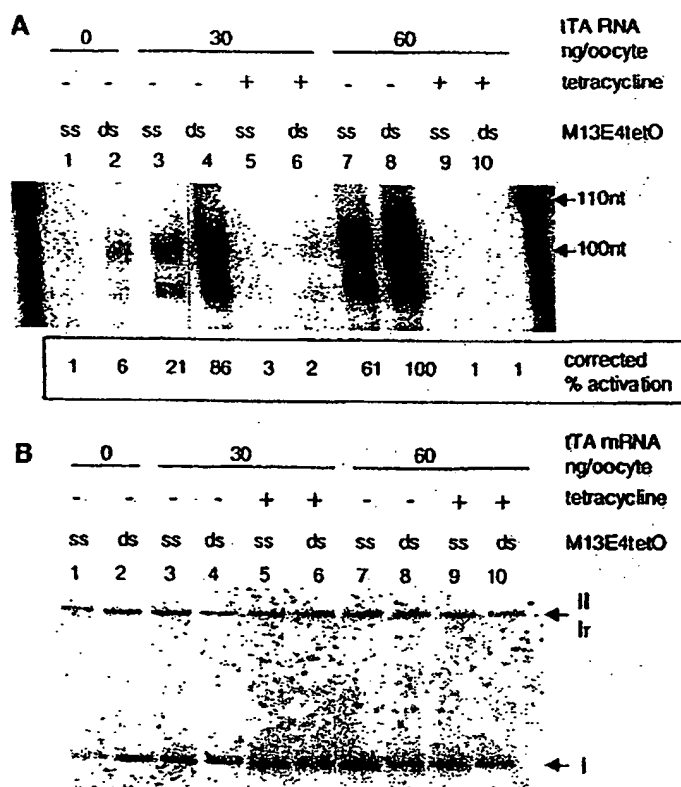 A 0 30 60 tTA RNA
ng/oocyte
- - - - + + - - + + tetracycline
ss ds ss ds ss ds ss ds ss ds M13E4tetO
1 2 3 4 5 6 7 8 9 10
110nt
100nt
1 6 21 86 3 2 61 100 1 1 corrected
% activation
B 0 30 60 tTA mRNA
ng/oocyte
- - - - + + - - + + tetracycline
ss ds ss ds ss ds ss ds ss ds M13E4tetO
1 2 3 4 5 6 7 8 9 10
II
Ir
I